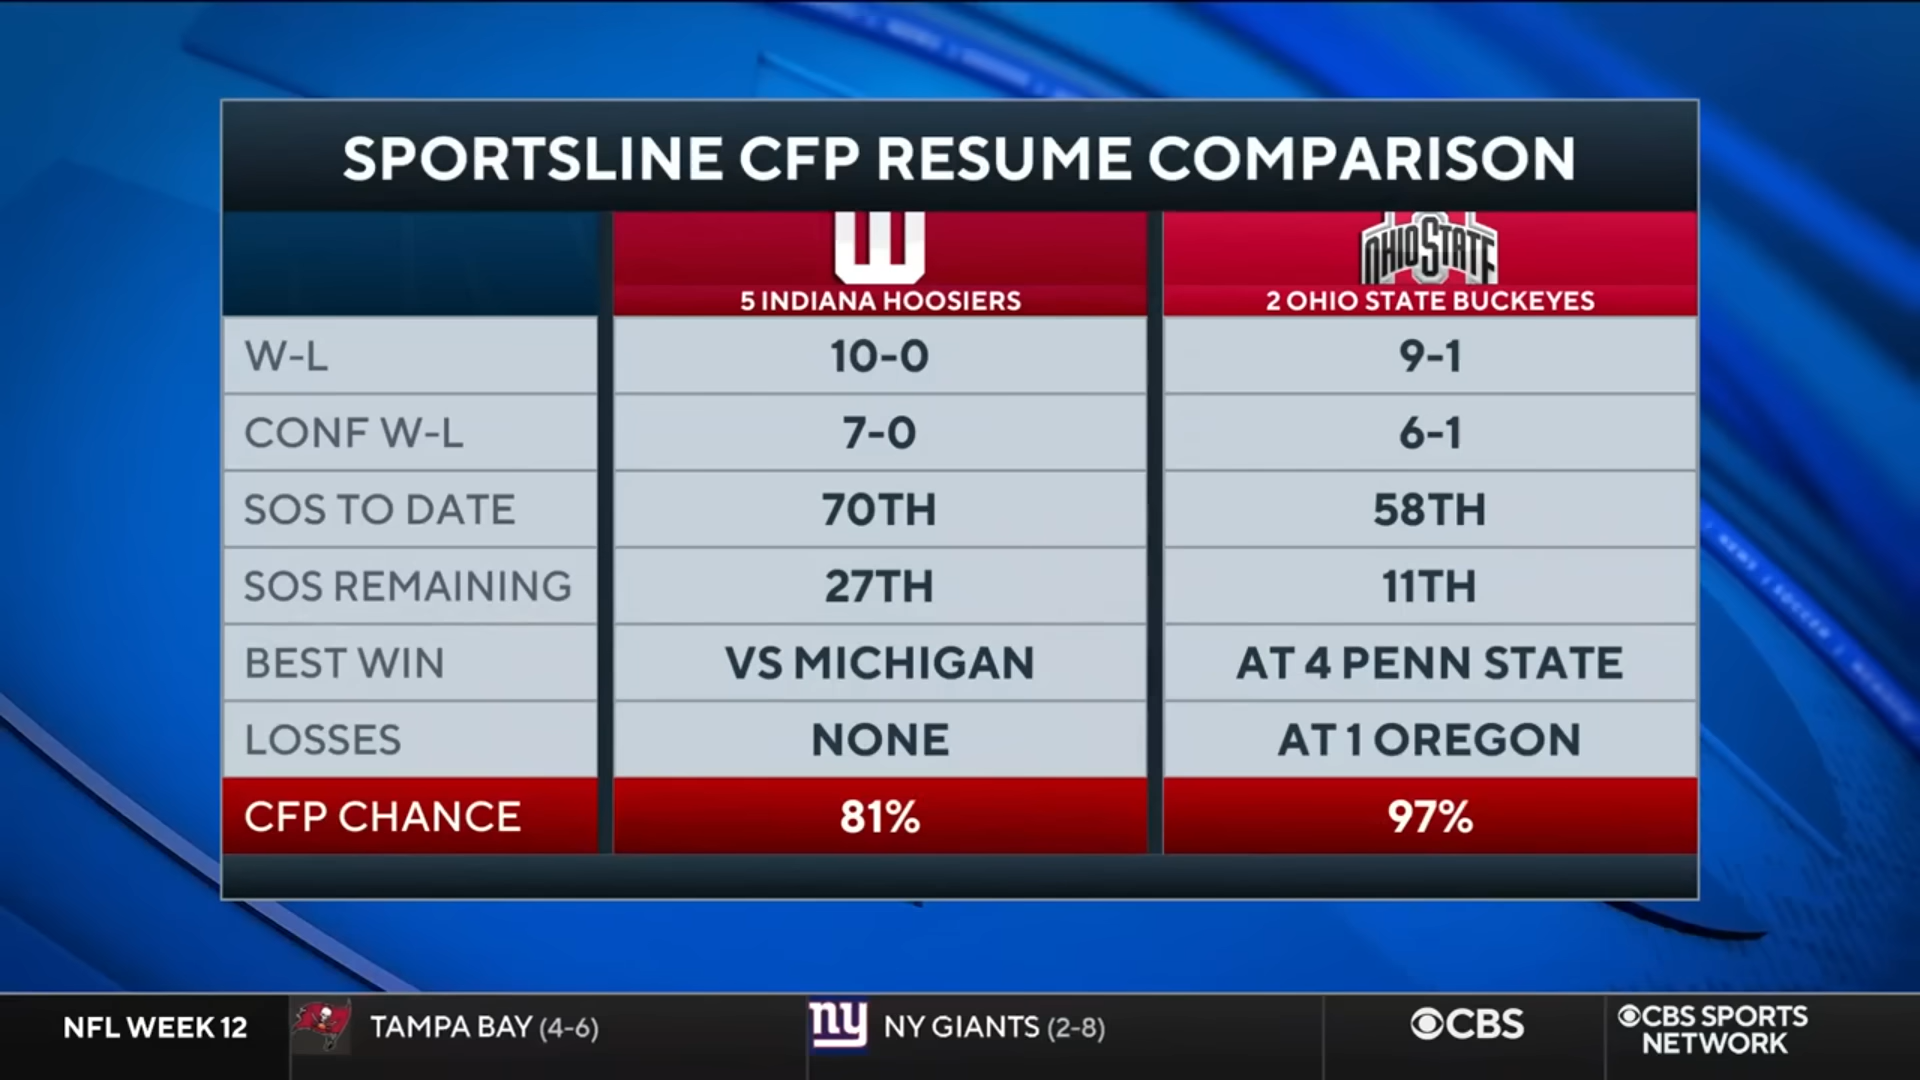 SPORTSLINE CFP RESUME COMPARISON
OHIO STATE
5 INDIANA HOOSIERS
2 OHIO STATE BUCKEYES
W-L
10-0
9-1
CONF W-L
7-0
6-1
SOS TO DATE
70TH
58TH
SOS REMAINING
27TH
11TH
BEST WIN
VS MICHIGAN
AT 4 PENN STATE
LOSSES
NONE
AT 1 OREGON
CFP CHANCE
81%
97%
NFL WEEK 12
TAMPA BAY (4-6)
ny
NY GIANTS (2-8)
CBS
CBS SPORTS
NETWORK